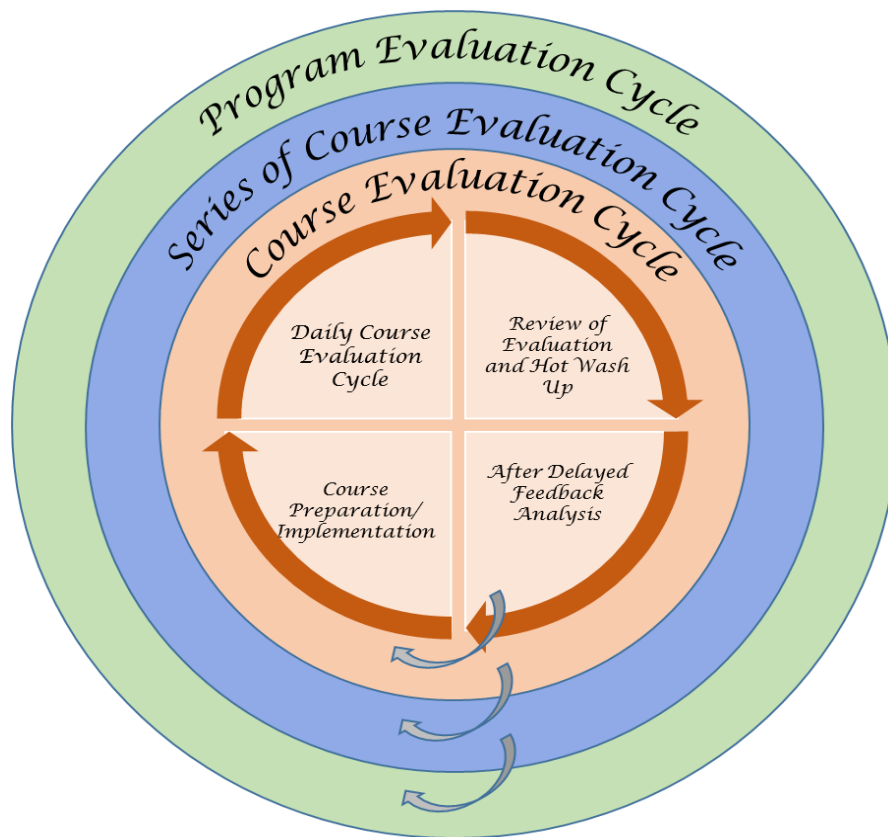 Program Evaluation Cycle
Series of Course Evaluation Cycle
Course Evaluation Cycle
Daily Course
Evaluation
Cycle
Review of
Evaluation
and Hot Wash
Up
Course
Preparation/
Implementation
After Delayed
Feedback
Analysis